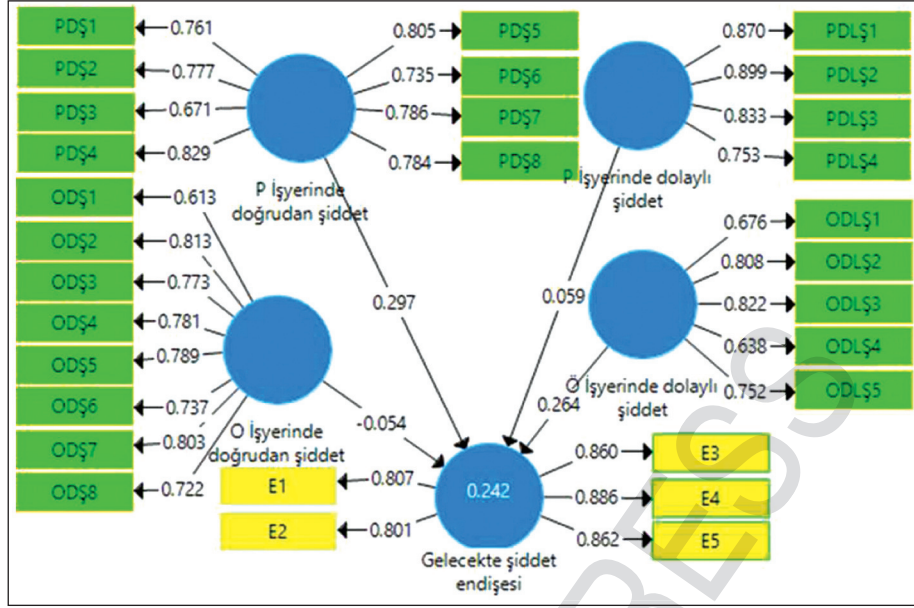 PDŞ1
0.761
PDŞ2
0.777
PDŞ3
0.671
PDŞ4
0.829
0.805
PDŞ5
0.735
PDŞ6
0.786
PDŞ7
0.784
PDŞ8
P İşyerinde
doğrudan şiddet
0.870
PDLŞ1
0.899
PDLŞ2
0.833
PDLŞ3
0.753
PDLŞ4
P İşyerinde dolaylı
şiddet
ODŞ1
0.613
ODŞ2
0.813
ODŞ3
0.773
ODŞ4
0.781
ODŞ5
0.789
ODŞ6
0.737
ODŞ7
0.803
ODŞ8
0.722
O İşyerinde
doğrudan şiddet
0.676
ODLŞ1
0.808
ODLŞ2
0.822
ODLŞ3
0.638
ODLŞ4
0.752
ODLŞ5
Ö İşyerinde dolaylı
şiddet
0.297
0.059
-0.054
0.264
E1
0.807
E2
0.801
0.242
0.860
E3
0.886
E4
0.862
E5
Gelecekte şiddet
endişesi